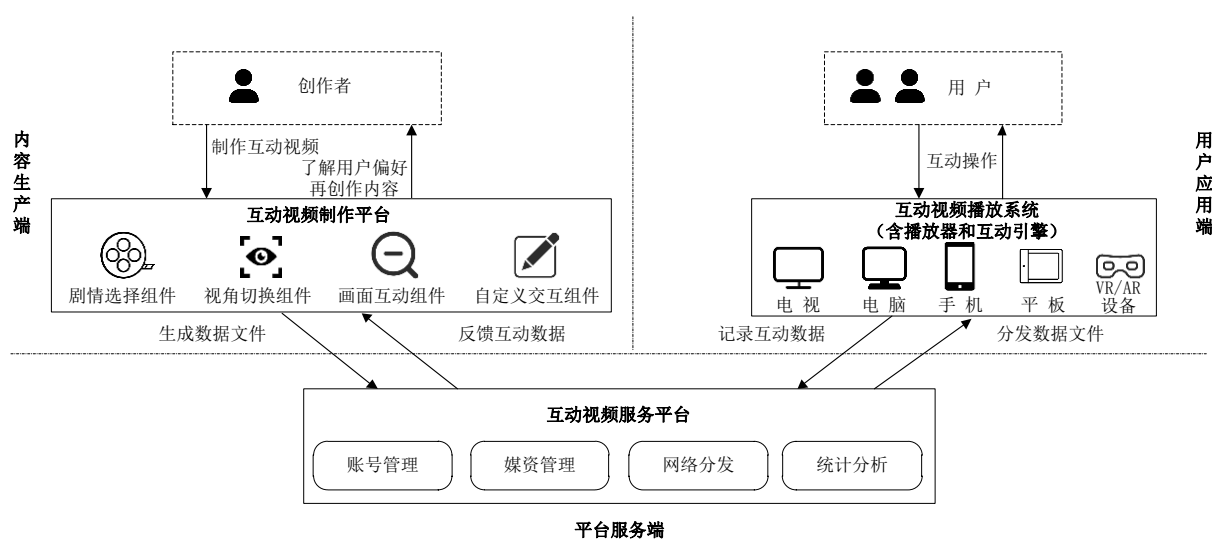 创作者
用 户
内容生产端
用户应用端
制作互动视频
了解用户偏好
再创作内容
互动操作
互动视频制作平台
剧情选择组件
视角切换组件
画面互动组件
自定义交互组件
互动视频播放系统
（含播放器和互动引擎）
电 视
电 脑
手 机
平 板
VR/AR
设备
生成数据文件
反馈互动数据
记录互动数据
分发数据文件
互动视频服务平台
账号管理
媒资管理
网络分发
统计分析
平台服务端